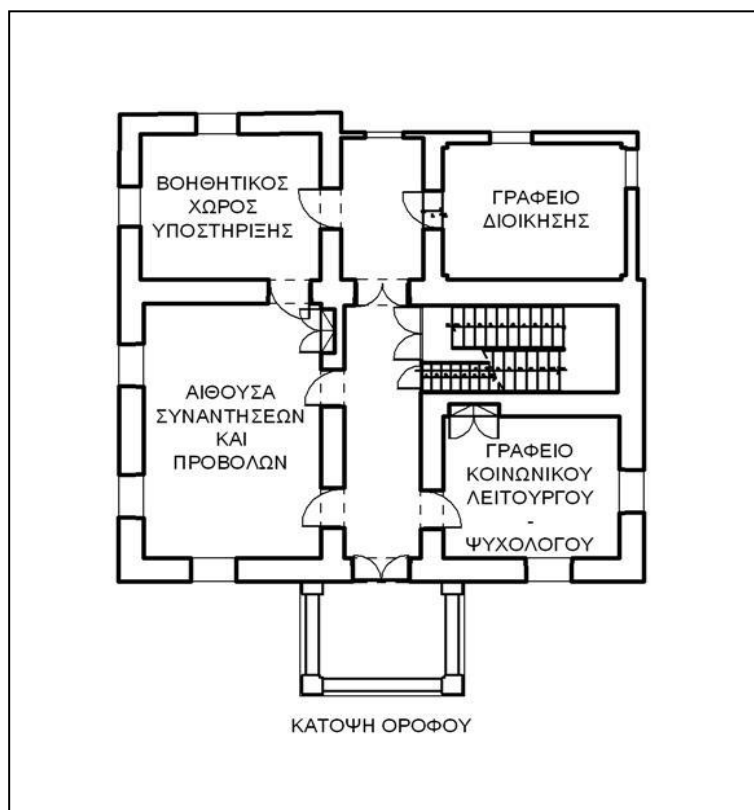 ΒΟΗΘΗΤΙΚΟΣ
ΧΩΡΟΣ
ΥΠΟΣΤΗΡΙΞΗΣ
ΓΡΑΦΕΙΟ
ΔΙΟΙΚΗΣΗΣ
ΑΙΘΟΥΣΑ
ΣΥΝΑΝΤΗΣΕΩΝ
ΚΑΙ
ΠΡΟΒΟΛΩΝ
ΓΡΑΦΕΙΟ
ΚΟΙΝΩΝΙΚΟΥ
ΛΕΙΤΟΥΡΓΟΥ
-
ΨΥΧΟΛΟΓΟΥ
ΚΑΤΟΨΗ ΟΡΟΦΟΥ